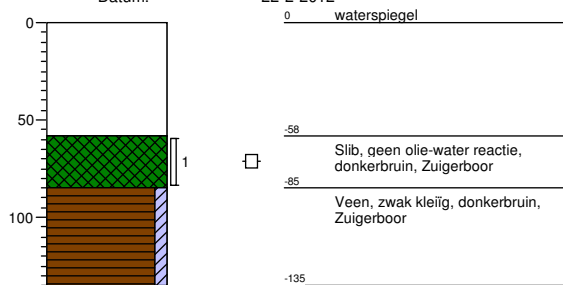 Datum: 22-2-2012
0
0 waterspiegel
50
-58
Slib, geen olie-water reactie,
donkerbruin, Zuigerboor
1
-85
Veen, zwak kleiïg, donkerbruin,
Zuigerboor
100
-135